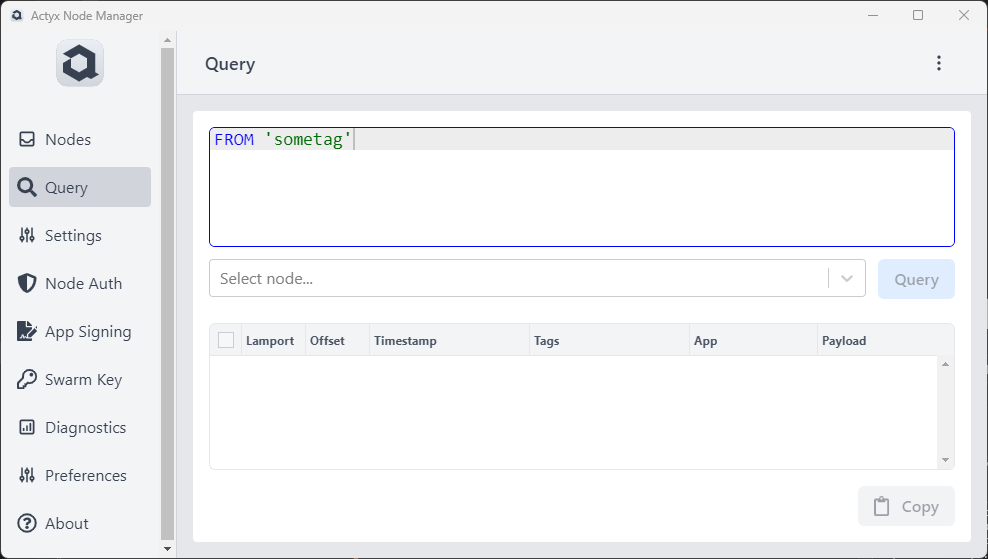 Actyx Node Manager
Nodes
Query
Settings
Node Auth
App Signing
Swarm Key
Diagnostics
Preferences
About
Query
FROM 'sometag'
Select node...
Query
Lamport Offset Timestamp Tags App Payload
Copy